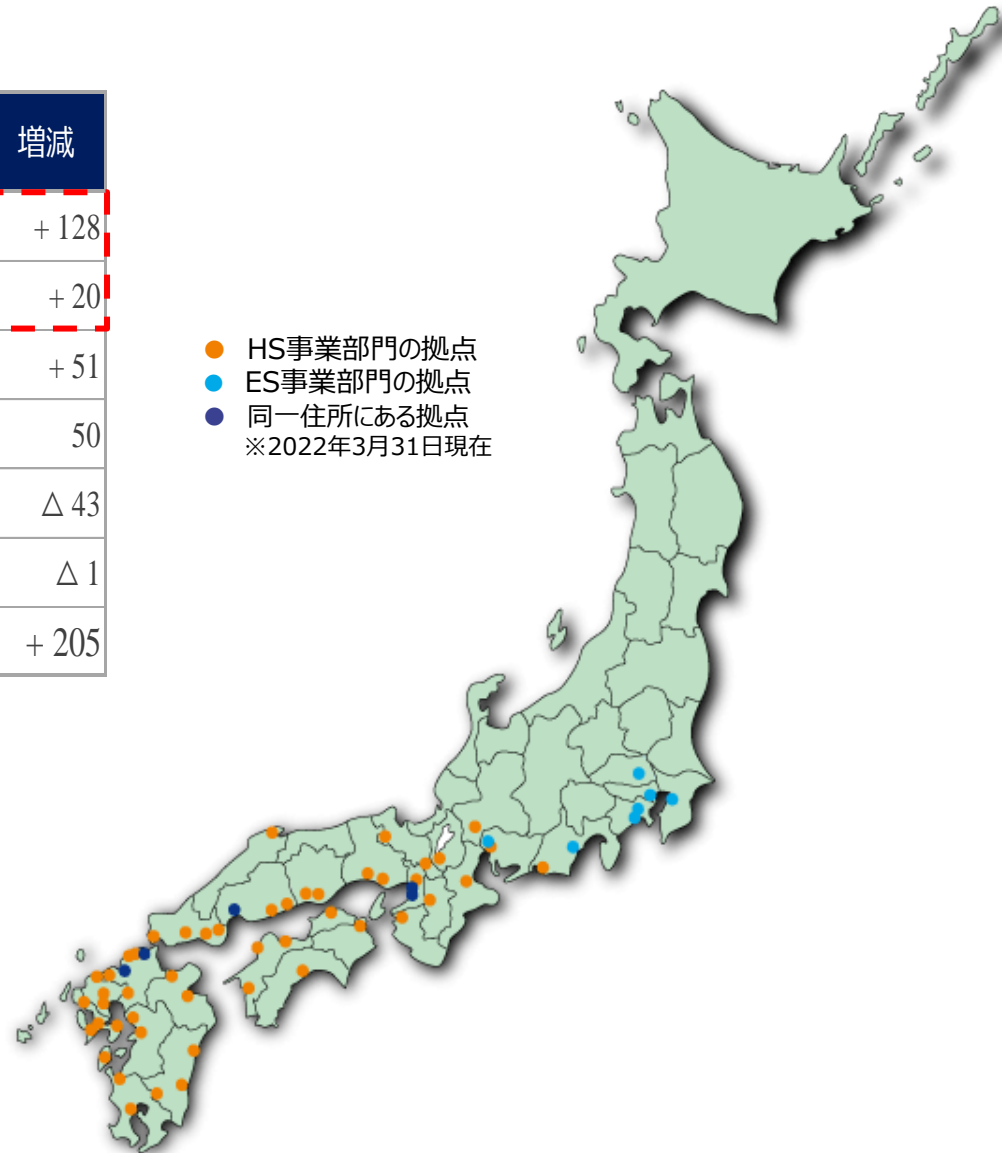 増減
+ 128
+ 20
+ 51
50
△ 43
△ 1
+ 205
HS事業部門の拠点
ES事業部門の拠点
同一住所にある拠点
※2022年3月31日現在